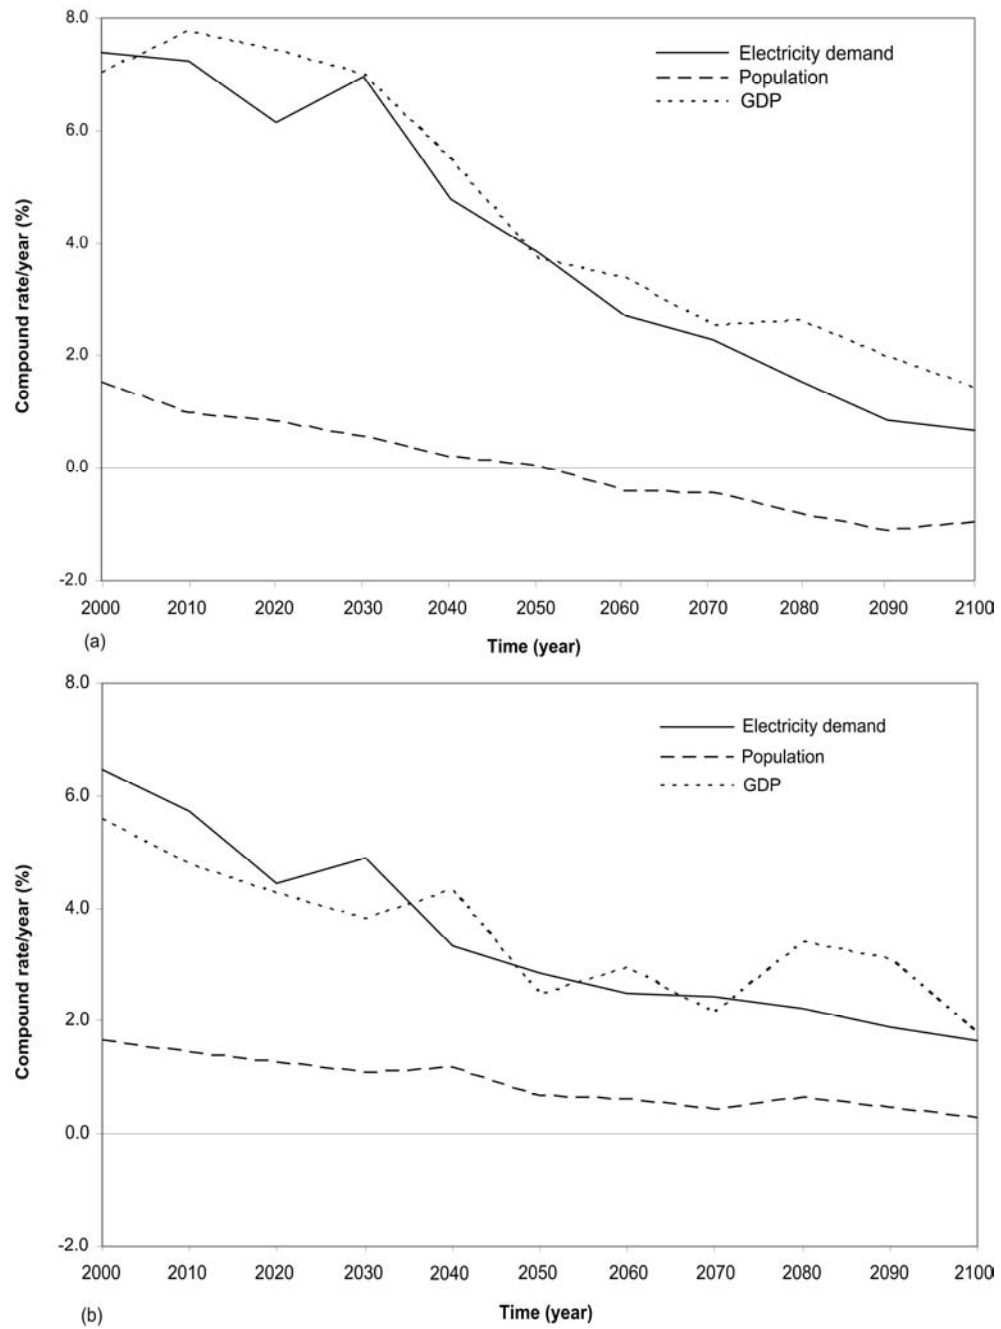 8.0
6.0
4.0
2.0
0.0
-2.0
Compound rate/year (%)
Electricity demand
Population
GDP
2000 2010 2020 2030 2040 2050 2060 2070 2080 2090 2100
(a)
Time (year)
8.0
6.0
4.0
2.0
0.0
-2.0
Compound rate/year (%)
Electricity demand
Population
GDP
2000 2010 2020 2030 2040 2050 2060 2070 2080 2090 2100
(b)
Time (year)